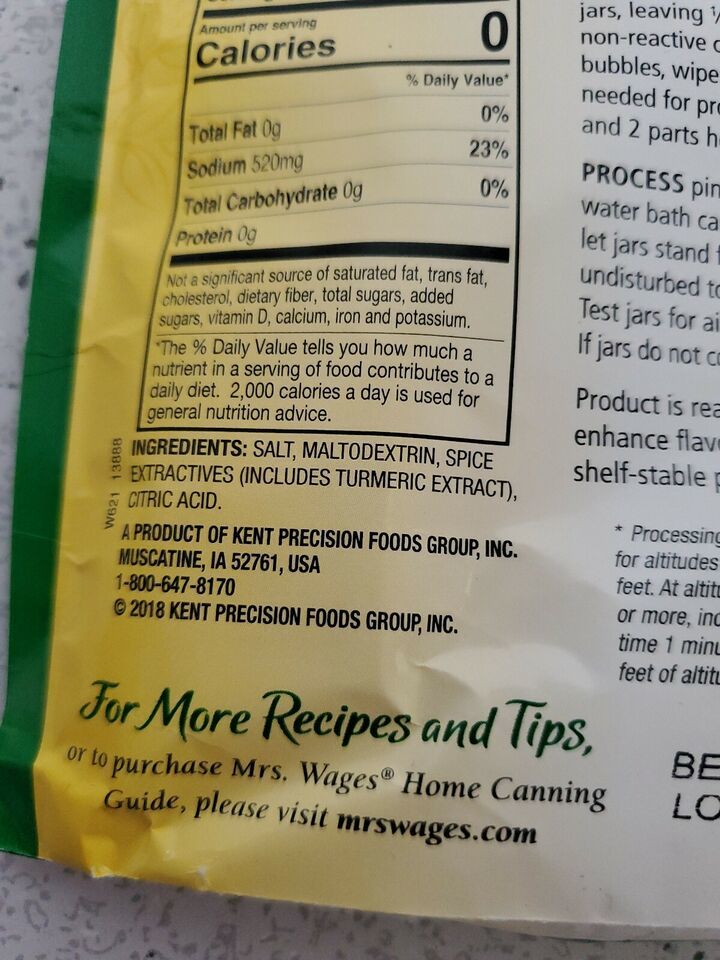 Amount per serving
Calories 0
% Daily Value*
Total Fat 0g 0%
Sodium 520mg 23%
Total Carbohydrate 0g 0%
Protein 0g
Not a significant source of saturated fat, trans fat,
cholesterol, dietary fiber, total sugars, added
sugars, vitamin D, calcium, iron and potassium.
*The % Daily Value tells you how much a
nutrient in a serving of food contributes to a
daily diet. 2,000 calories a day is used for
general nutrition advice.
W621 13888
INGREDIENTS: SALT, MALTODEXTRIN, SPICE
EXTRACTIVES (INCLUDES TURMERIC EXTRACT),
CITRIC ACID.
A PRODUCT OF KENT PRECISION FOODS GROUP, INC.
MUSCATINE, IA 52761, USA
1-800-647-8170
© 2018 KENT PRECISION FOODS GROUP, INC.
For More Recipes and Tips,
or to purchase Mrs. Wages® Home Canning
Guide, please visit mrswages.com
jars, leaving
non-reactive
bubbles, wipe
needed for
and 2 parts
PROCESS
water bath
let jars stand
undisturbed
Test jars for
If jars do not
Product is
enhance
shelf-stable
* Processing
for altitudes
feet. At
or more,
time 1
feet of